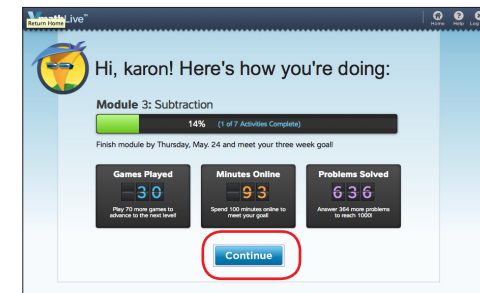 VmathLive™
Return Home
Home Help Log
Hi, karon! Here's how you're doing:
Module 3: Subtraction
14% (1 of 7 Activities Complete)
Finish module by Thursday, May. 24 and meet your three week goal!
Games Played Minutes Online Problems Solved
30 93 636
Play 70 more games to Spend 100 minutes online to Answer 364 more problems
advance to the next level! meet your goal! to reach 1000!
Continue